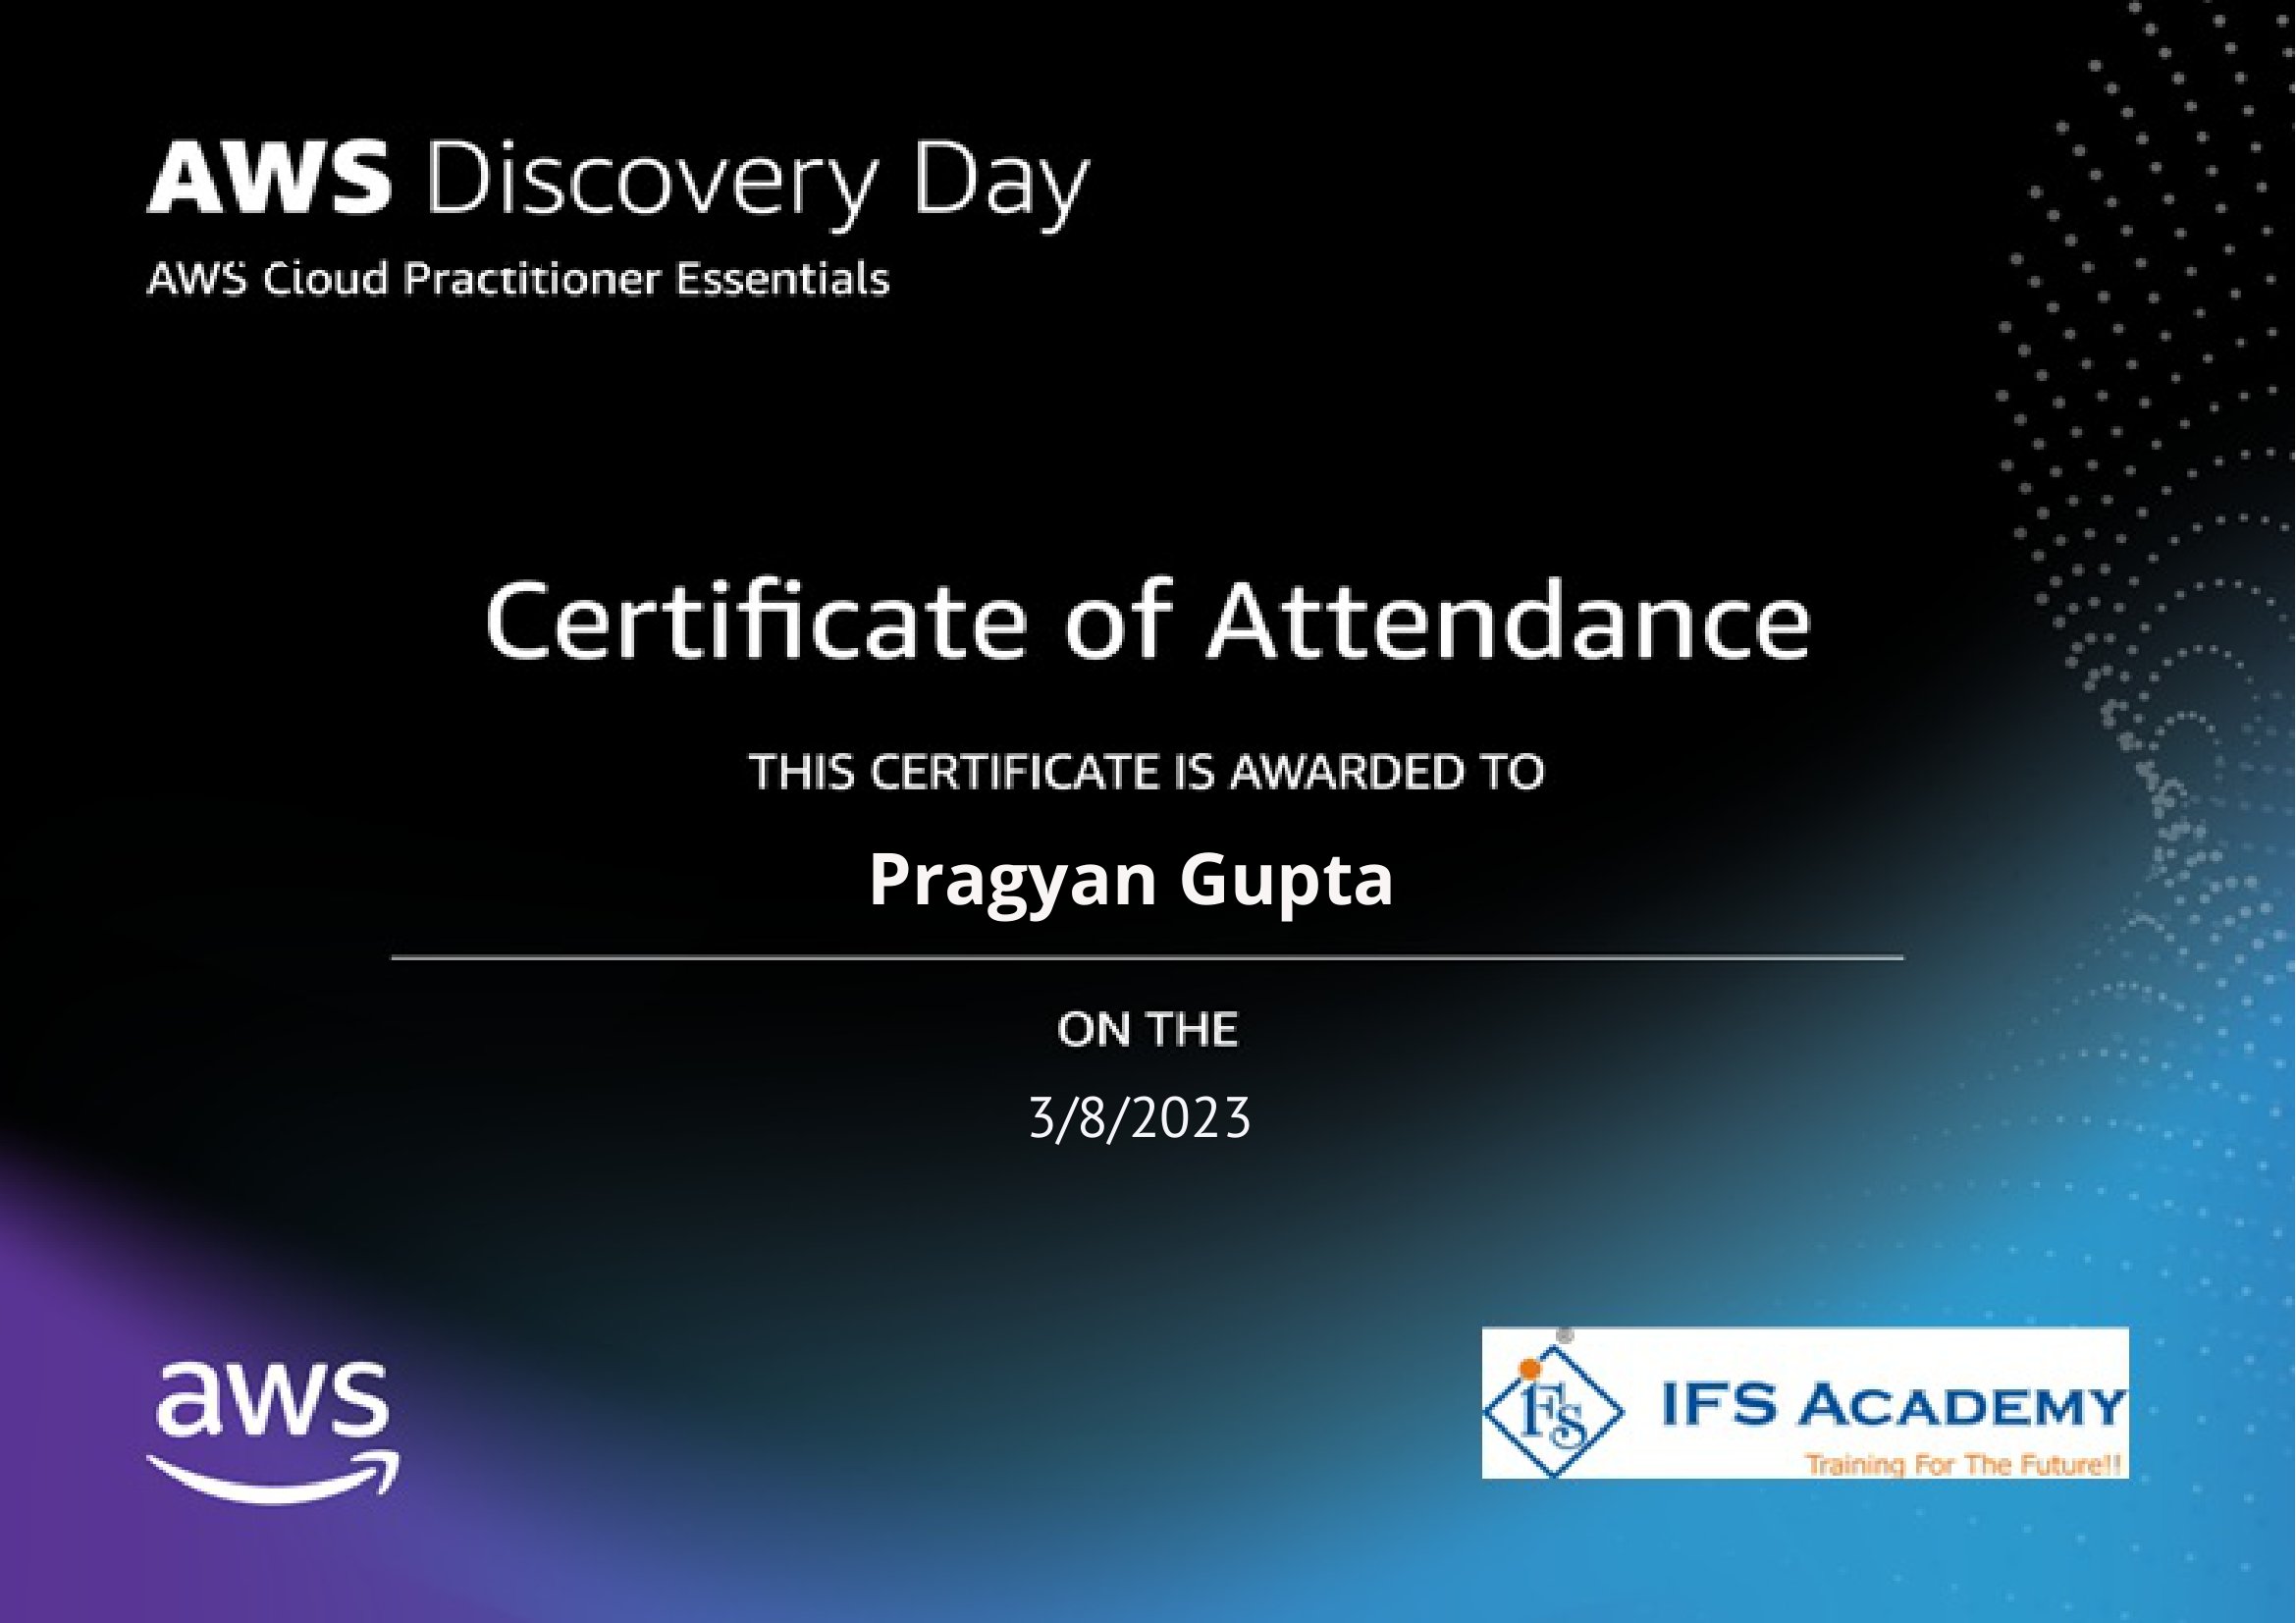 AWS Discovery Day
AWS Cloud Practitioner Essentials
Certificate of Attendance
THIS CERTIFICATE IS AWARDED TO
Pragyan Gupta
ON THE
3/8/2023
aws
iFS
IFS ACADEMY
Training For The Future!!